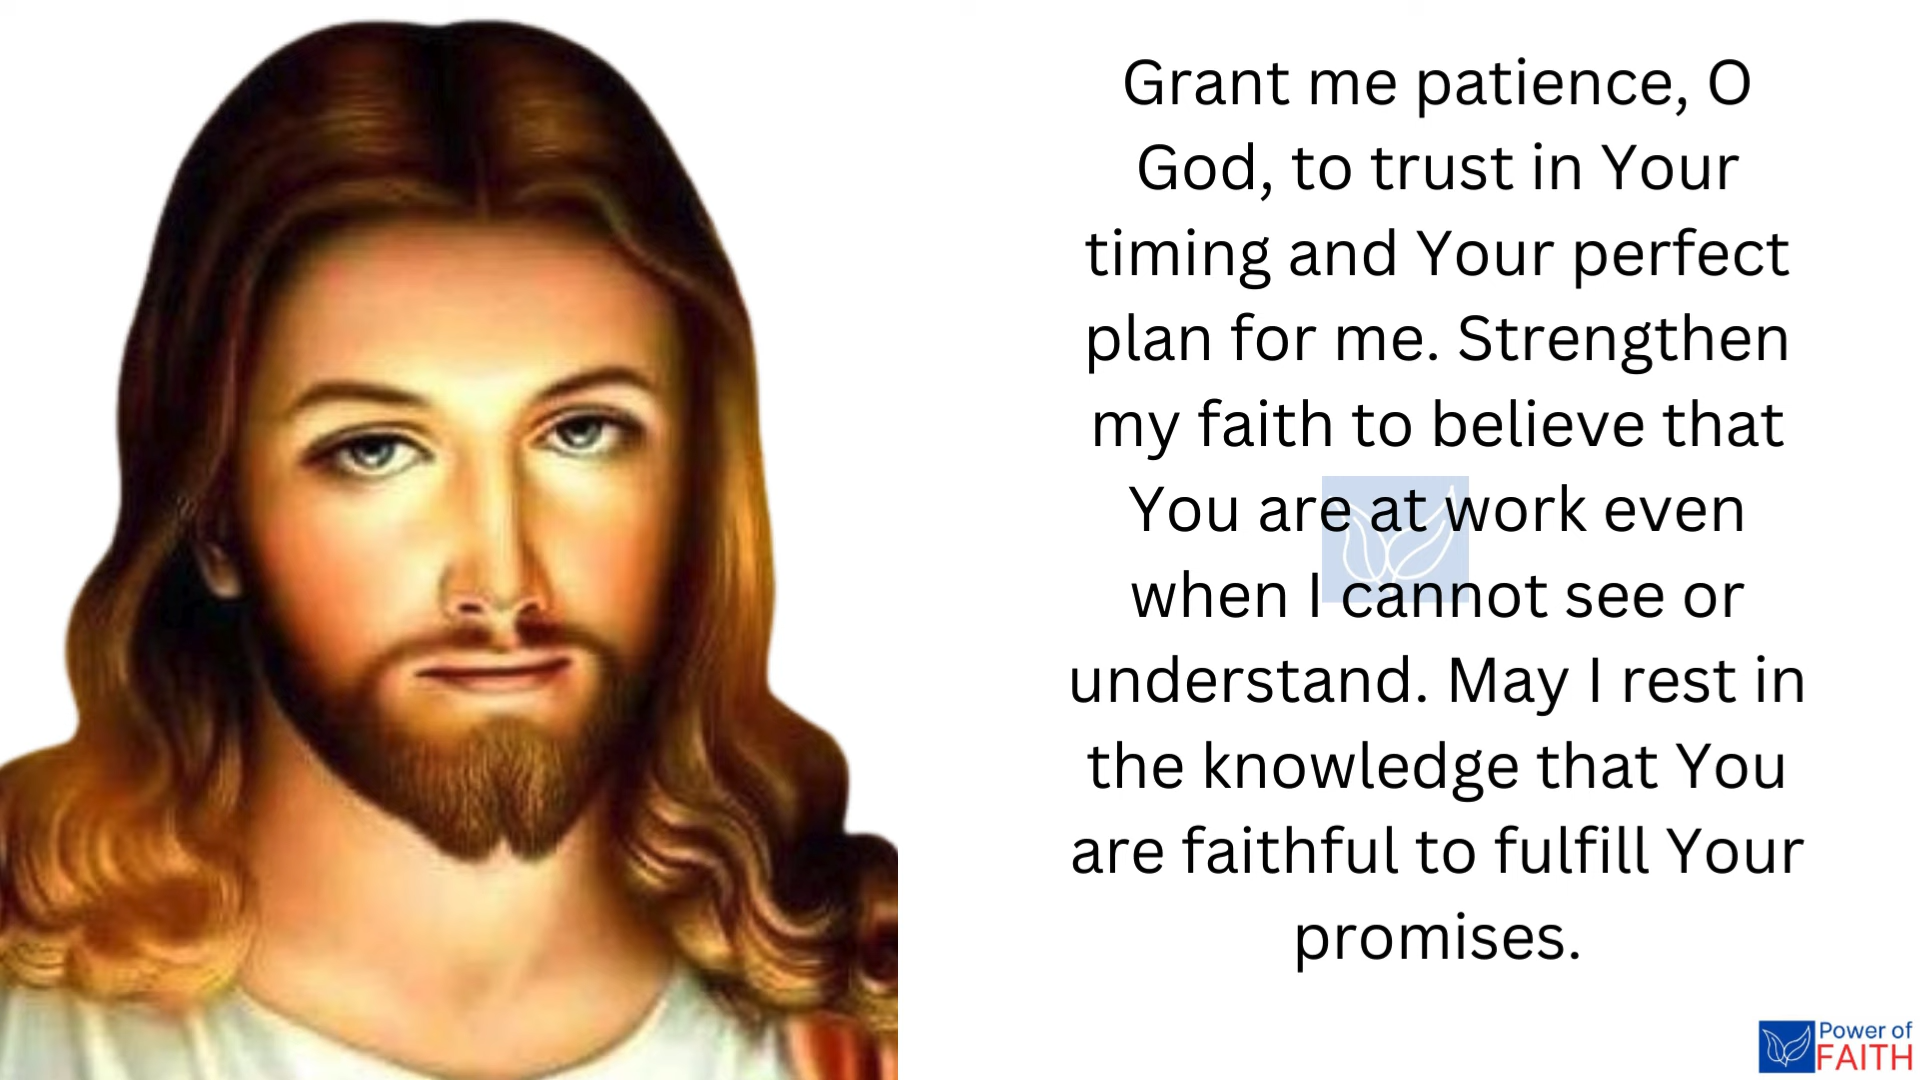 Grant me patience, O
God, to trust in Your
timing and Your perfect
plan for me. Strengthen
my faith to believe that
You are at work even
when I cannot see or
understand. May I rest in
the knowledge that You
are faithful to fulfill Your
promises.
Power of
FAITH